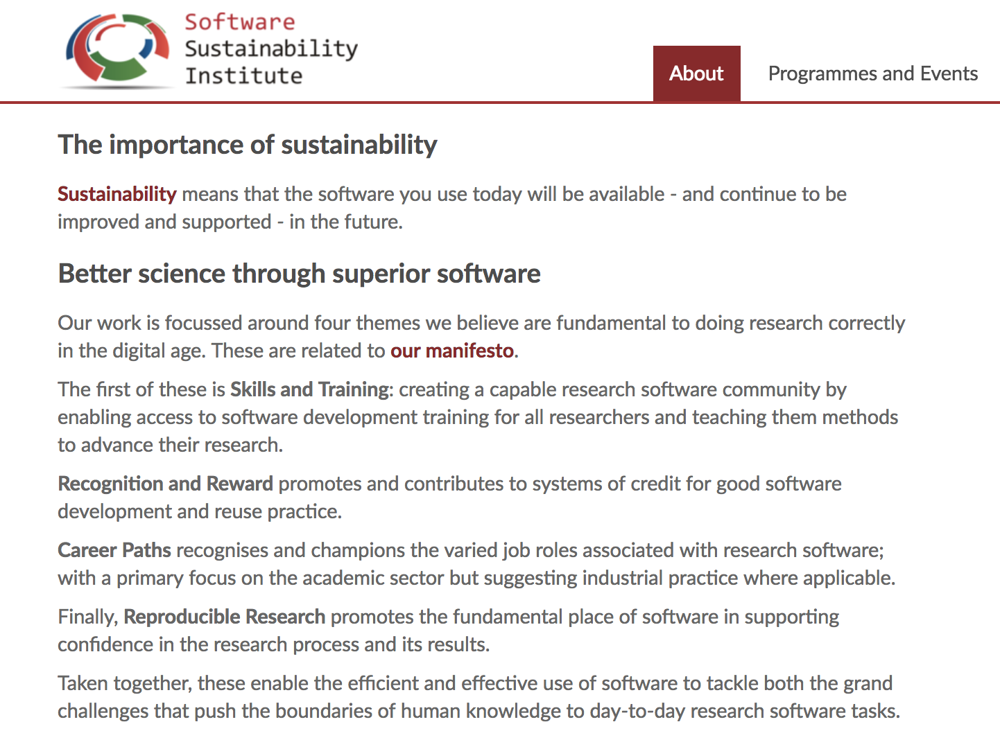 Software
Sustainability
Institute
About
Programmes and Events
The importance of sustainability
Sustainability means that the software you use today will be available - and continue to be
improved and supported - in the future.
Better science through superior software
Our work is focussed around four themes we believe are fundamental to doing research correctly
in the digital age. These are related to our manifesto.
The first of these is Skills and Training: creating a capable research software community by
enabling access to software development training for all researchers and teaching them methods
to advance their research.
Recognition and Reward promotes and contributes to systems of credit for good software
development and reuse practice.
Career Paths recognises and champions the varied job roles associated with research software;
with a primary focus on the academic sector but suggesting industrial practice where applicable.
Finally, Reproducible Research promotes the fundamental place of software in supporting
confidence in the research process and its results.
Taken together, these enable the efficient and effective use of software to tackle both the grand
challenges that push the boundaries of human knowledge to day-to-day research software tasks.